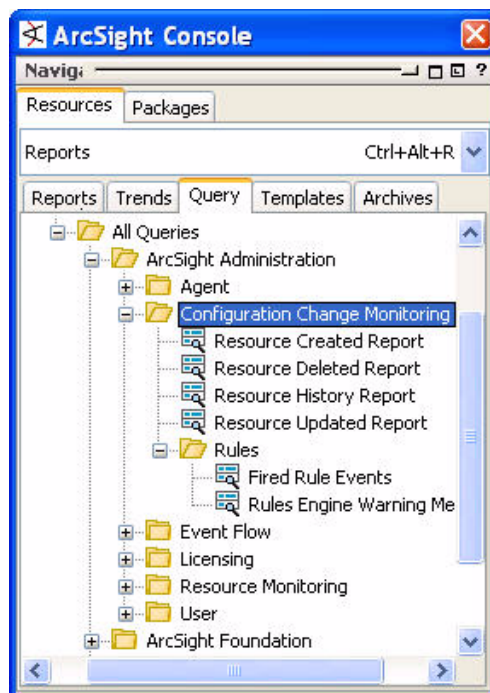 ArcSight Console
Naviga
?
Resources Packages
Reports Ctrl+Alt+R
Reports Trends Query Templates Archives
All Queries
ArcSight Administration
Agent
Configuration Change Monitoring
Resource Created Report
Resource Deleted Report
Resource History Report
Resource Updated Report
Rules
Fired Rule Events
Rules Engine Warning Me
Event Flow
Licensing
Resource Monitoring
User
ArcSight Foundation